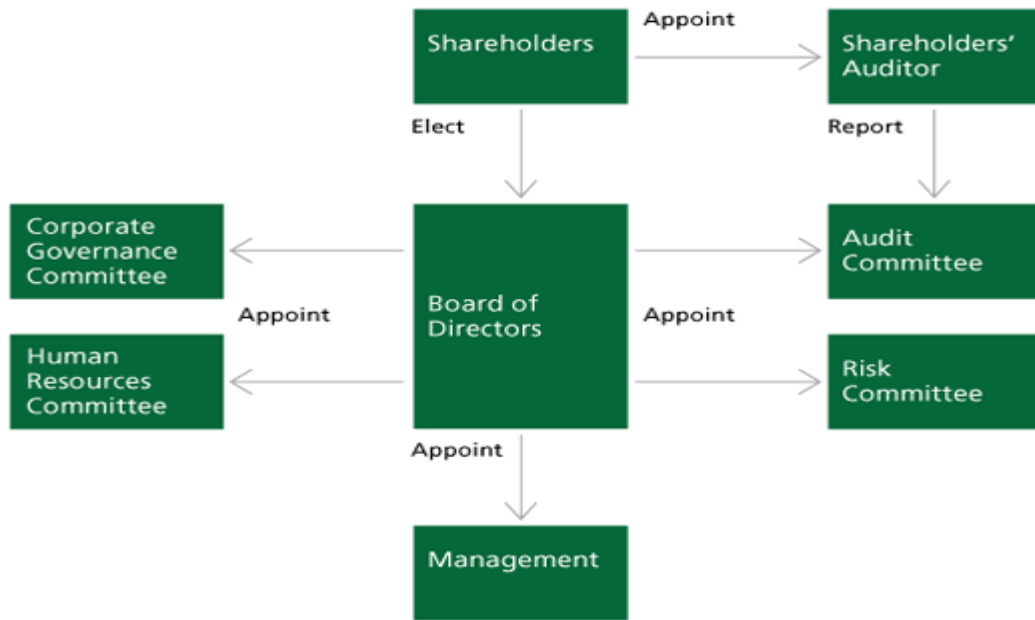 Shareholders
Appoint
Shareholders'
Auditor
Elect
Report
Corporate
Governance
Committee
Board of
Directors
Audit
Committee
Appoint
Appoint
Human
Resources
Committee
Risk
Committee
Appoint
Management